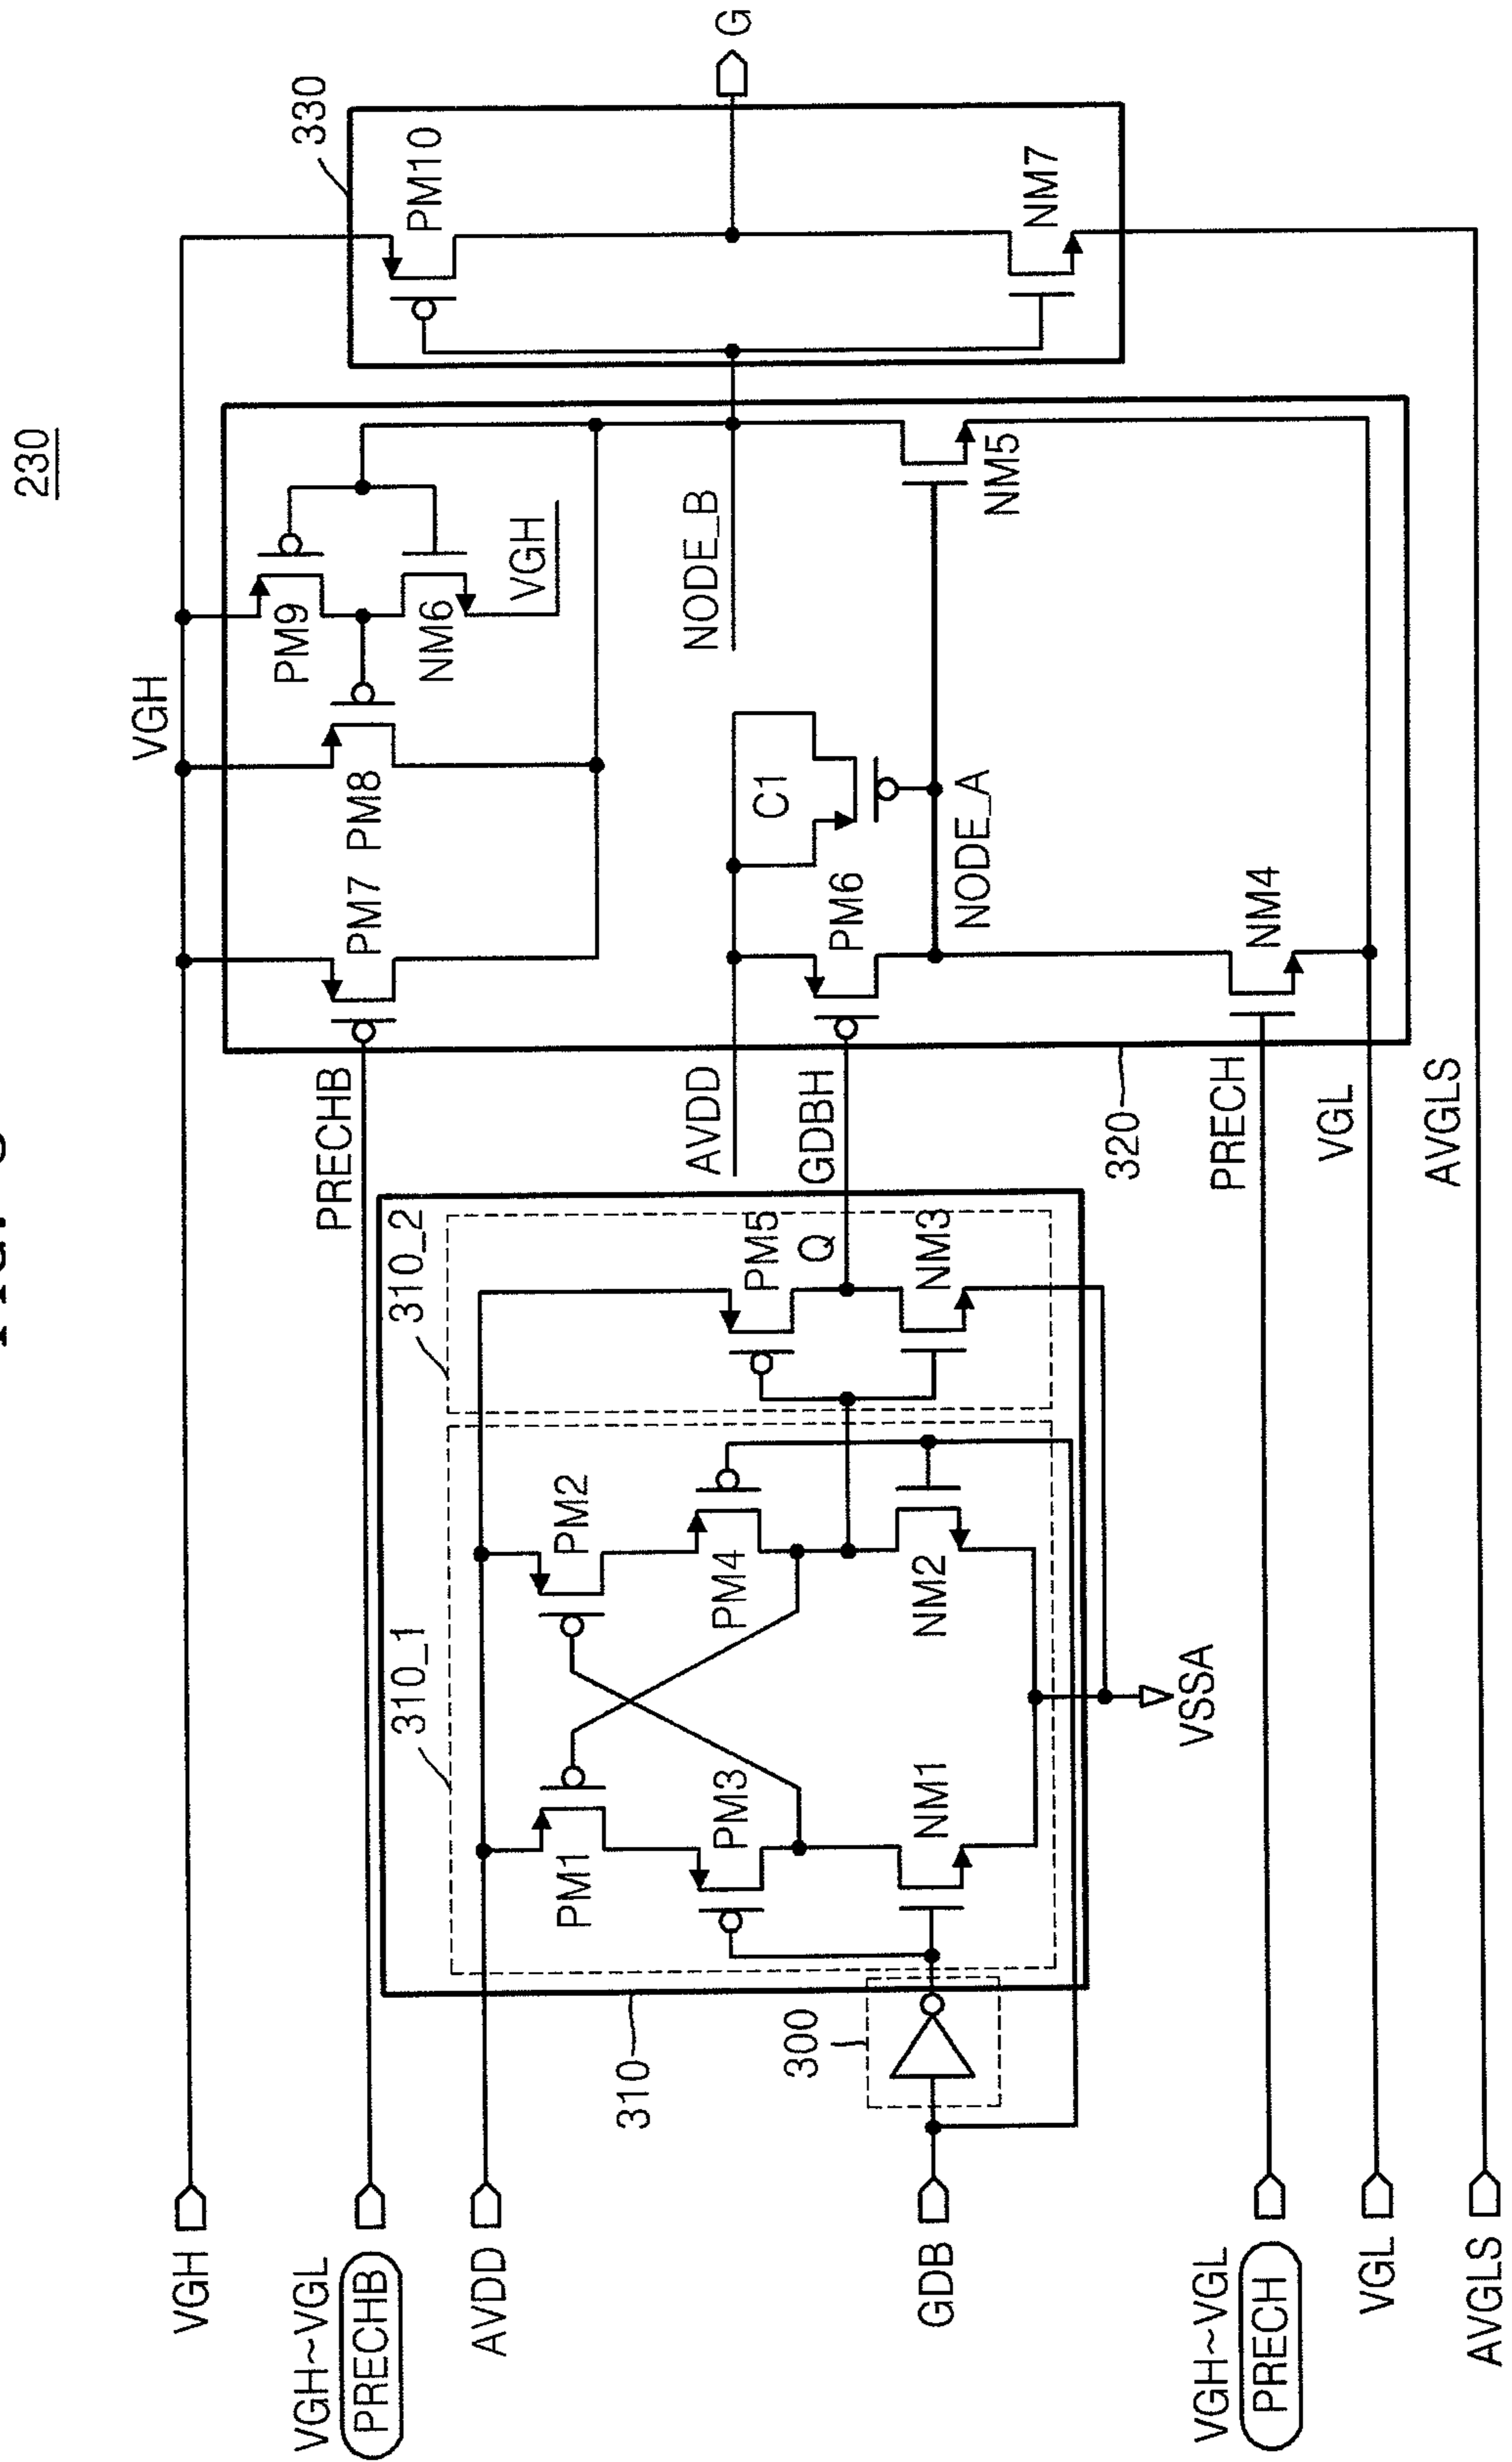 230
VGH
VGH~VGL
PRECHB
AVDD
GDB
VGH~VGL
PRECH
VGL
AVGLS
300
310
310_1
PM1
PM2
PM3
PM4
NM1
NM2
VSSA
310_2
PM5
Q
NM3
PRECHB
AVDD
GDBH
320
PRECH
VGL
AVGLS
VGH
PM7
PM8
PM9
NM6
VGH
NODE_B
C1
PM6
NODE_A
NM4
NM5
330
PM10
NM7
G